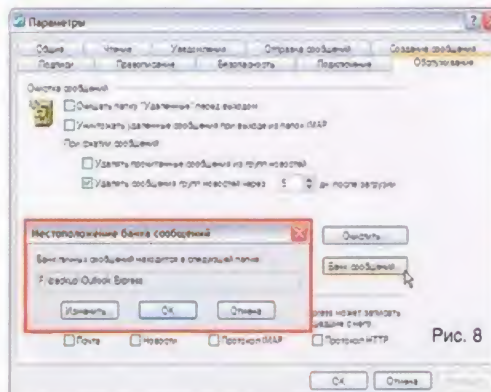 Параметры
Общие Чтение Уведомления Отправка сообщений Создание сообщения
Подписи Правописание Безопасность Подключение Обслуживание
Очистка сообщений
Очищать папку "Удаленные" перед выходом
Уничтожать удаленные сообщения при выходе из папок IMAP
При сжатии сообщений
Удалять прочитанные сообщения из групп новостей
Удалять сообщения групп новостей через 5 дн после загрузки
Очистить
Банк сообщений...
Местоположение банка сообщений
Банк личных сообщений находится в следующей папке
F:\backup\Outlook Express
Изменить ОК Отмена
может записать
Почта Новости Протокол IMAP Протокол HTTP
Рис. 8
ОК Отмена